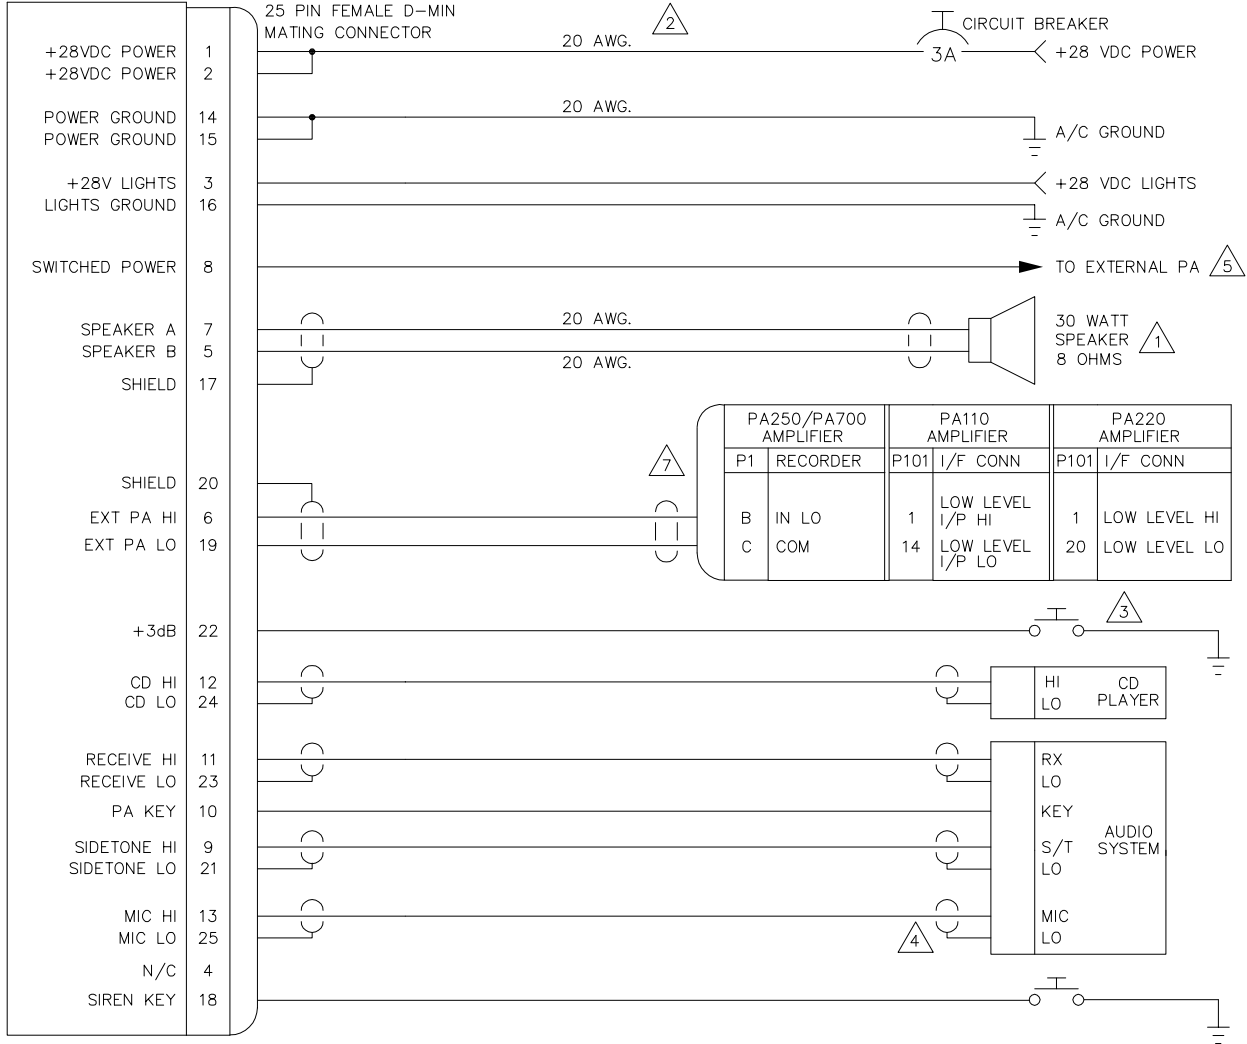 25 PIN FEMALE D-MIN
MATING CONNECTOR
2
CIRCUIT BREAKER
+28VDC POWER 1 20 AWG. 3A +28 VDC POWER
+28VDC POWER 2
POWER GROUND 14 20 AWG.
A/C GROUND
POWER GROUND 15
+28V LIGHTS 3 +28 VDC LIGHTS
LIGHTS GROUND 16
A/C GROUND
SWITCHED POWER 8 TO EXTERNAL PA 5
SPEAKER A 7 20 AWG.
SPEAKER B 5 20 AWG.
30 WATT
SPEAKER 1
8 OHMS
SHIELD 17
PA250/PA700
AMPLIFIER
PA110
AMPLIFIER
PA220
AMPLIFIER
7
P1 RECORDER P101 I/F CONN P101 I/F CONN
SHIELD 20
EXT PA HI 6
B IN LO
1 LOW LEVEL
I/P HI
1 LOW LEVEL HI
EXT PA LO 19
C COM
14 LOW LEVEL
I/P LO
20 LOW LEVEL LO
3
+3dB 22
CD HI 12 HI
CD LO 24 LO
CD
PLAYER
RECEIVE HI 11 RX
RECEIVE LO 23 LO
PA KEY 10 KEY
AUDIO
SYSTEM
SIDETONE HI 9 S/T
SIDETONE LO 21 LO
MIC HI 13 MIC
MIC LO 25 4 LO
N/C 4
SIREN KEY 18